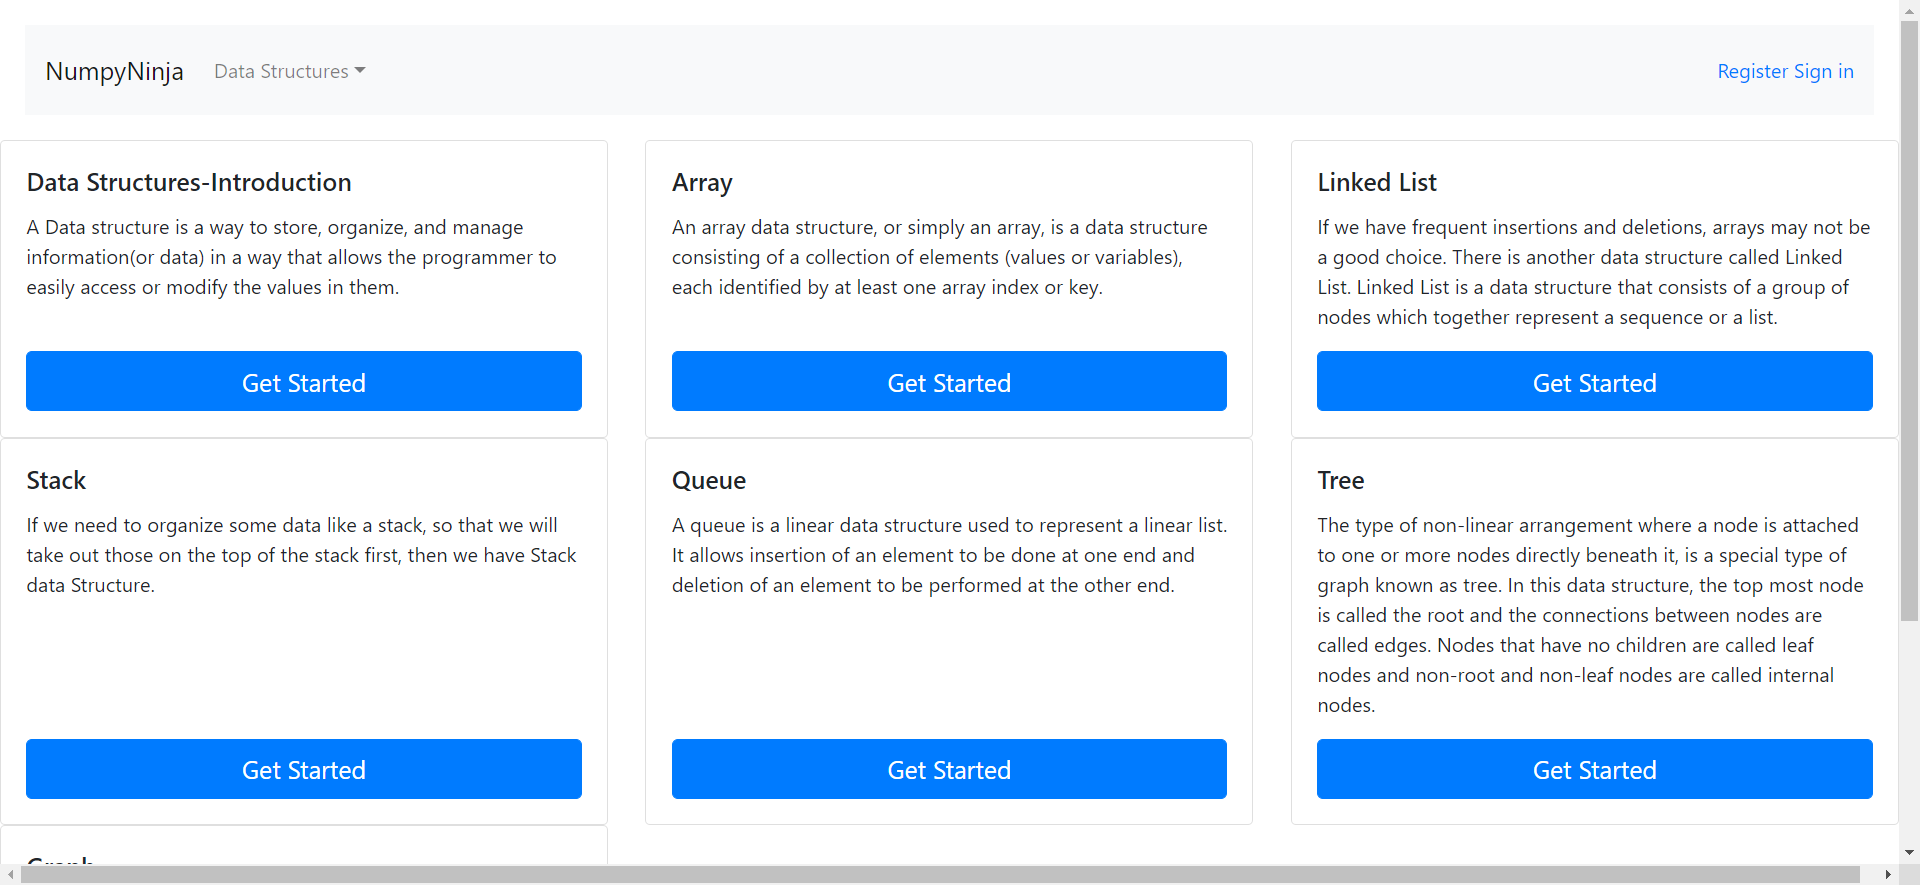 NumpyNinja
Data Structures
Register Sign in
Data Structures-Introduction
A Data structure is a way to store, organize, and manage
information(or data) in a way that allows the programmer to
easily access or modify the values in them.
Get Started
Array
An array data structure, or simply an array, is a data structure
consisting of a collection of elements (values or variables),
each identified by at least one array index or key.
Get Started
Linked List
If we have frequent insertions and deletions, arrays may not be
a good choice. There is another data structure called Linked
List. Linked List is a data structure that consists of a group of
nodes which together represent a sequence or a list.
Get Started
Stack
If we need to organize some data like a stack, so that we will
take out those on the top of the stack first, then we have Stack
data Structure.
Get Started
Queue
A queue is a linear data structure used to represent a linear list.
It allows insertion of an element to be done at one end and
deletion of an element to be performed at the other end.
Get Started
Tree
The type of non-linear arrangement where a node is attached
to one or more nodes directly beneath it, is a special type of
graph known as tree. In this data structure, the top most node
is called the root and the connections between nodes are
called edges. Nodes that have no children are called leaf
nodes and non-root and non-leaf nodes are called internal
nodes.
Get Started
Graph